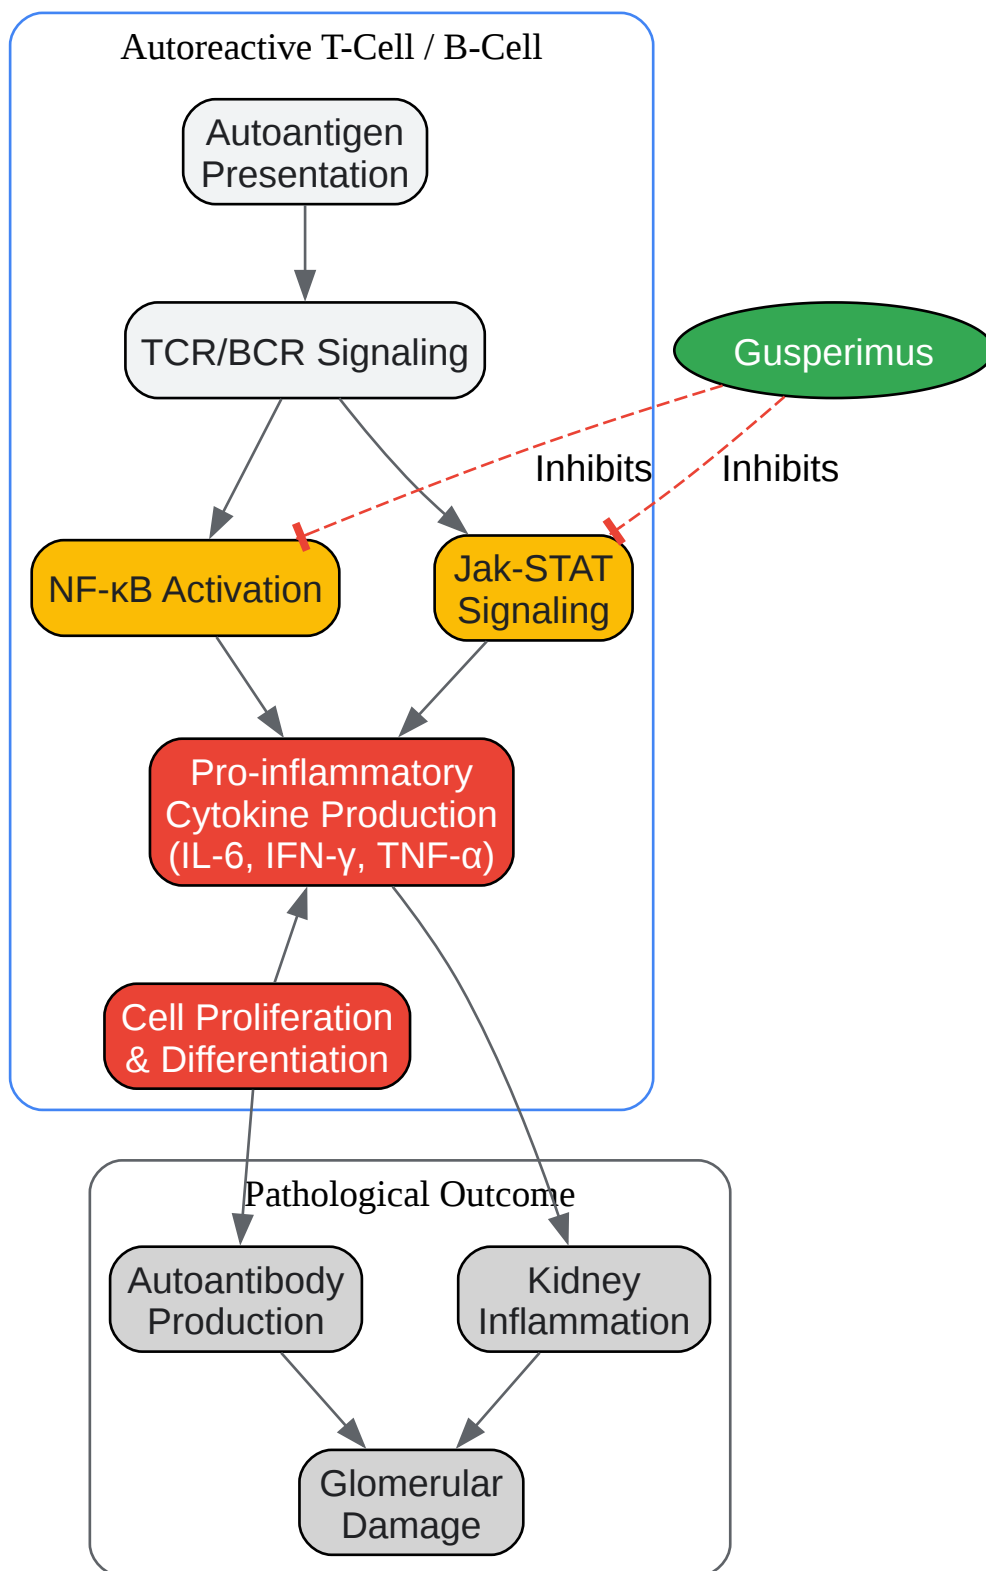 Autoreactive T-Cell / B-Cell
Autoantigen
Presentation
TCR/BCR Signaling
Gusperimus
Inhibits
Inhibits
NF-κB Activation
Jak-STAT
Signaling
Pro-inflammatory
Cytokine Production
(IL-6, IFN-γ, TNF-α)
Cell Proliferation
& Differentiation
Pathological Outcome
Autoantibody
Production
Kidney
Inflammation
Glomerular
Damage